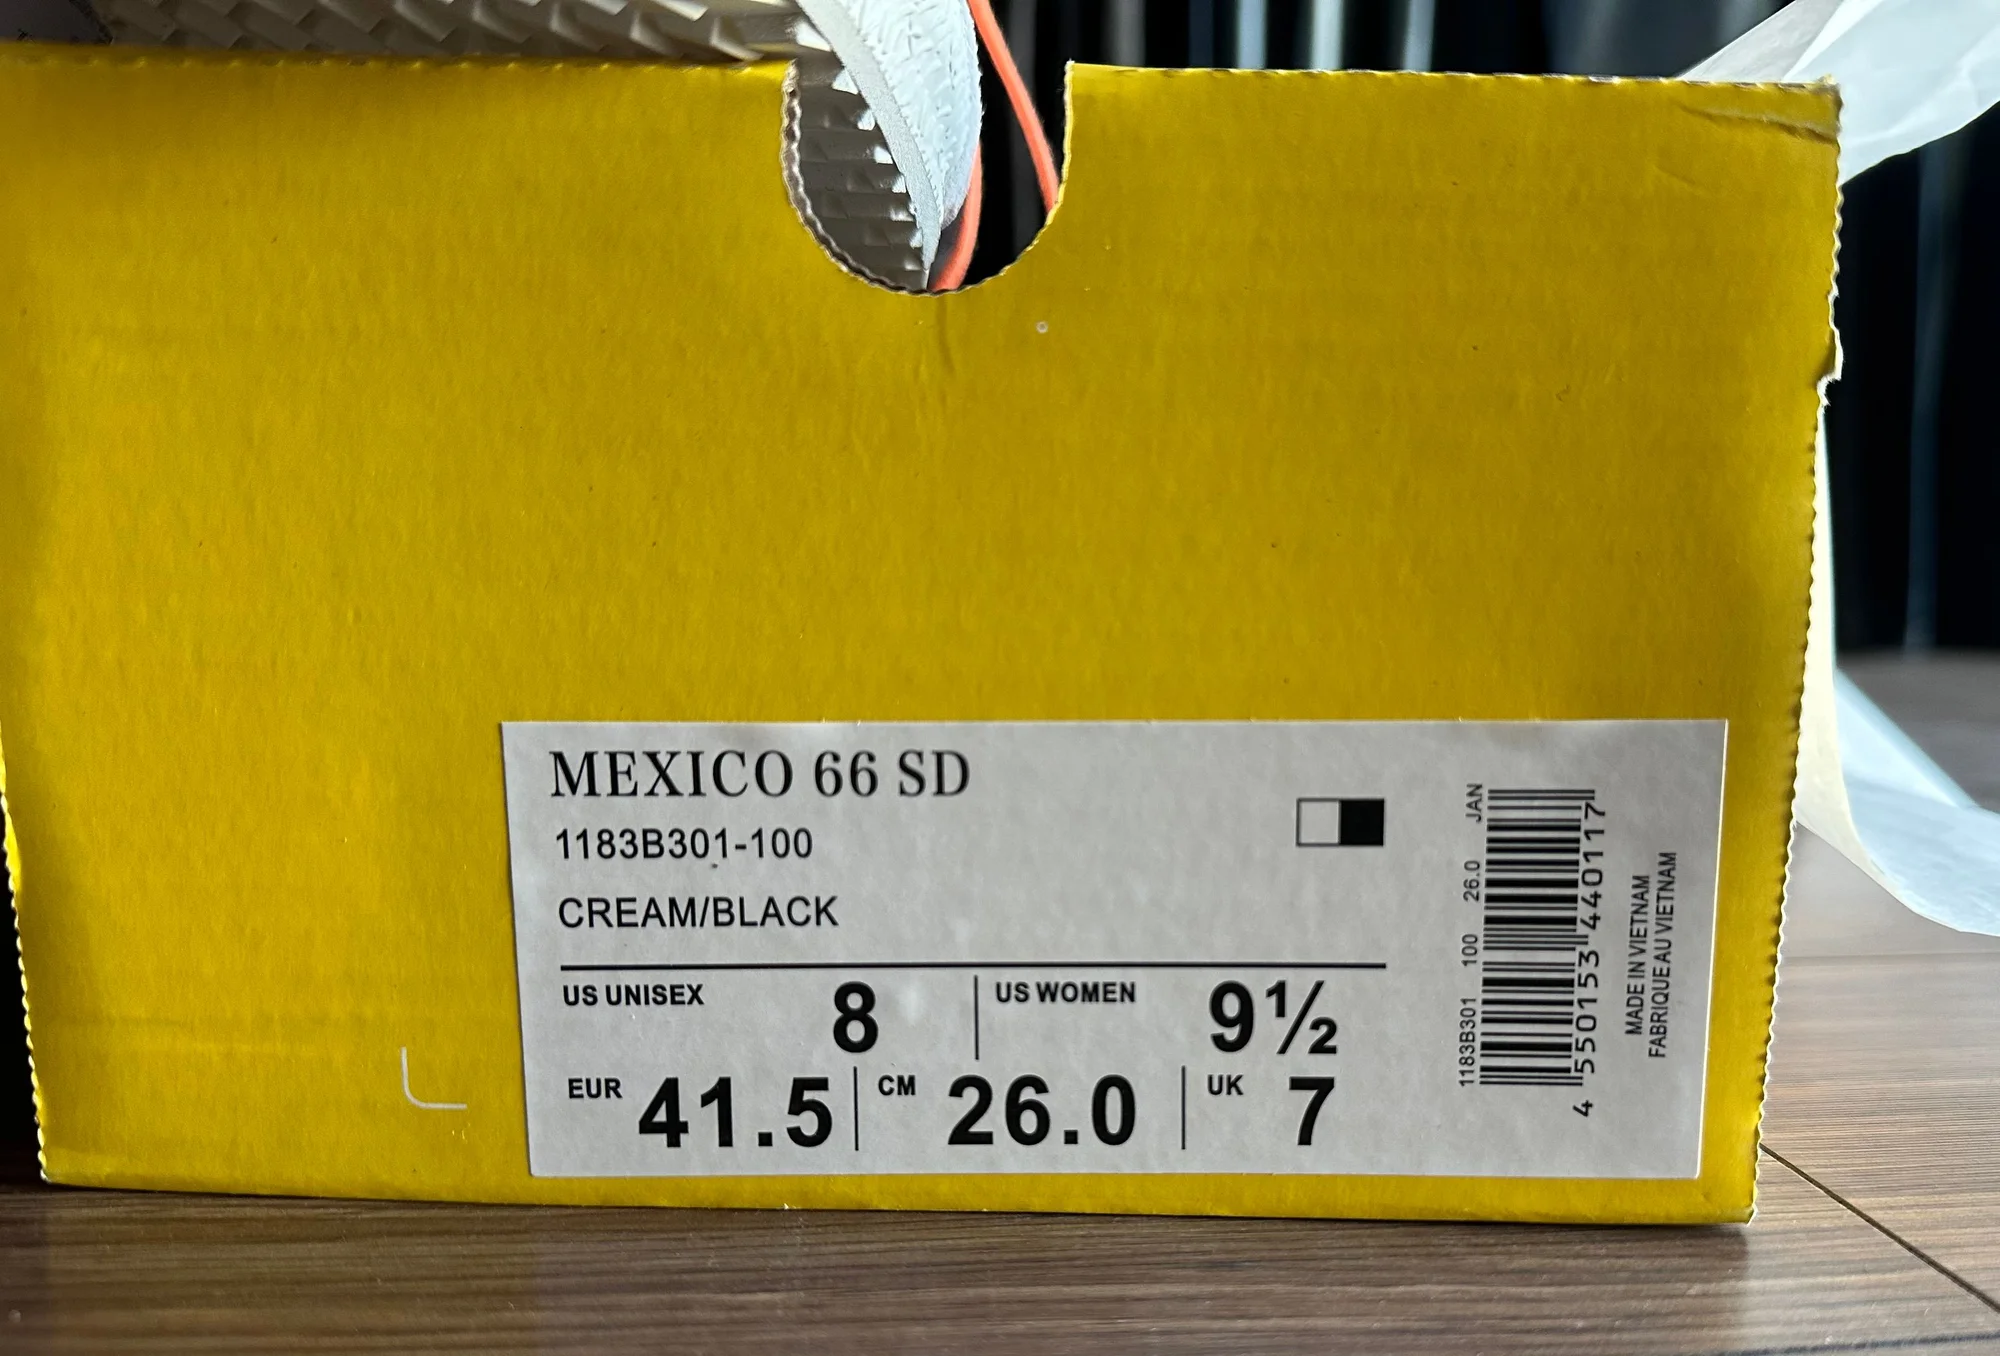 MEXICO 66 SD
1183B301-100
CREAM/BLACK
US UNISEX 8 US WOMEN 9½
EUR 41.5 CM 26.0 UK 7
1183B301 100 26.0 JAN
4 550153 440117
MADE IN VIETNAM
FABRIQUE AU VIETNAM